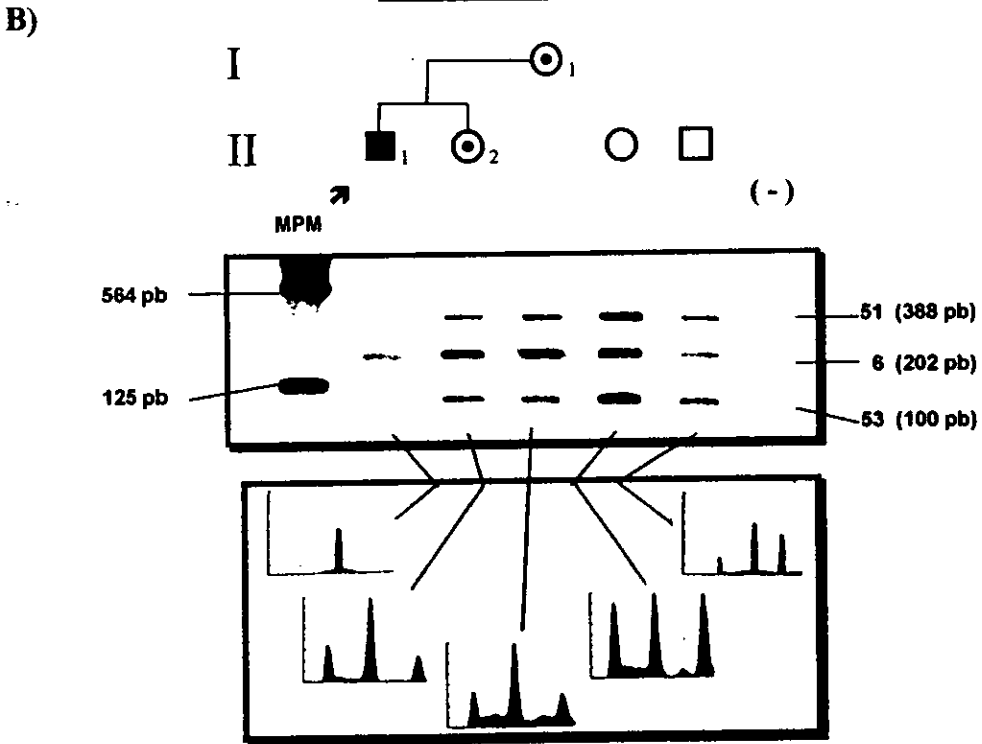 B)
I
1
II
1
2
(-)
MPM
564 pb
51 (388 pb)
6 (202 pb)
125 pb
53 (100 pb)